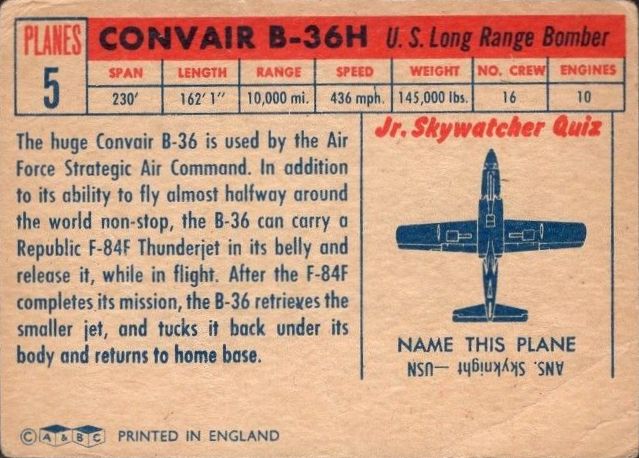 PLANES
5
CONVAIR B-36H U.S. Long Range Bomber
SPAN LENGTH RANGE SPEED WEIGHT NO. CREW ENGINES
230' 162' 1" 10,000 mi. 436 mph. 145,000 lbs. 16 10
The huge Convair B-36 is used by the Air
Force Strategic Air Command. In addition
to its ability to fly almost halfway around
the world non-stop, the B-36 can carry a
Republic F-84F Thunderjet in its belly and
release it, while in flight. After the F-84F
completes its mission, the B-36 retrieves the
smaller jet, and tucks it back under its
body and returns to home base.
Jr. Skywatcher Quiz
NAME THIS PLANE
ANS. Skyknight
—USN
© A & BC PRINTED IN ENGLAND